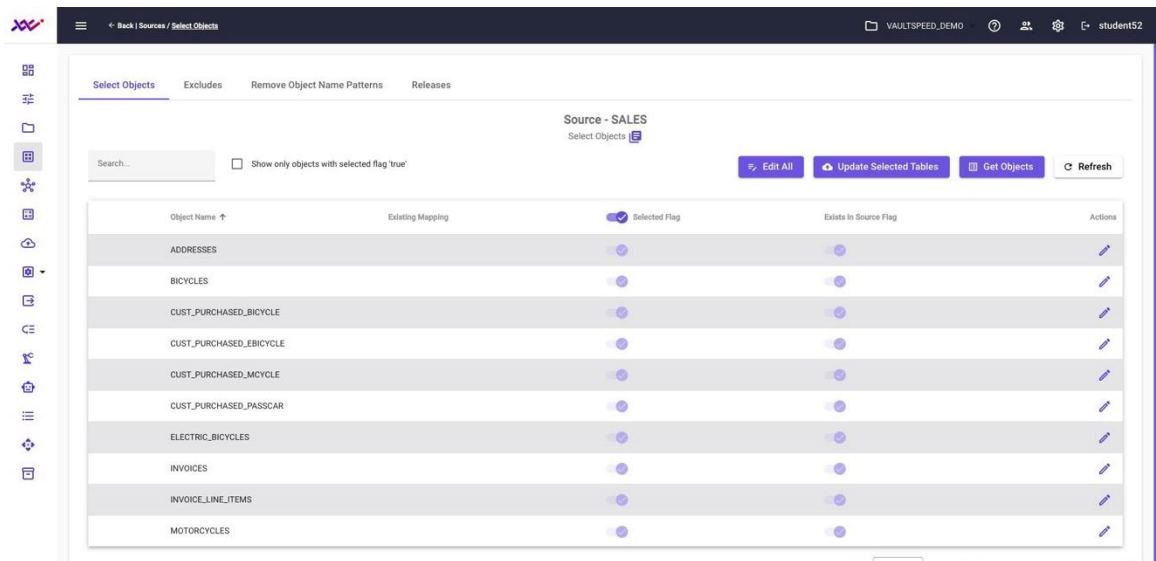 ← Back | Sources / Select Objects
VAULTSPEED_DEMO
student52
Select Objects Excludes Remove Object Name Patterns Releases
Source - SALES
Select Objects
Search... Show only objects with selected flag 'true' Edit All Update Selected Tables Get Objects Refresh
Object Name ↑ Existing Mapping Selected Flag Exists in Source Flag Actions
ADDRESSES
BICYCLES
CUST_PURCHASED_BICYCLE
CUST_PURCHASED_EBICYCLE
CUST_PURCHASED_MCYCLE
CUST_PURCHASED_PASSCAR
ELECTRIC_BICYCLES
INVOICES
INVOICE_LINE_ITEMS
MOTORCYCLES